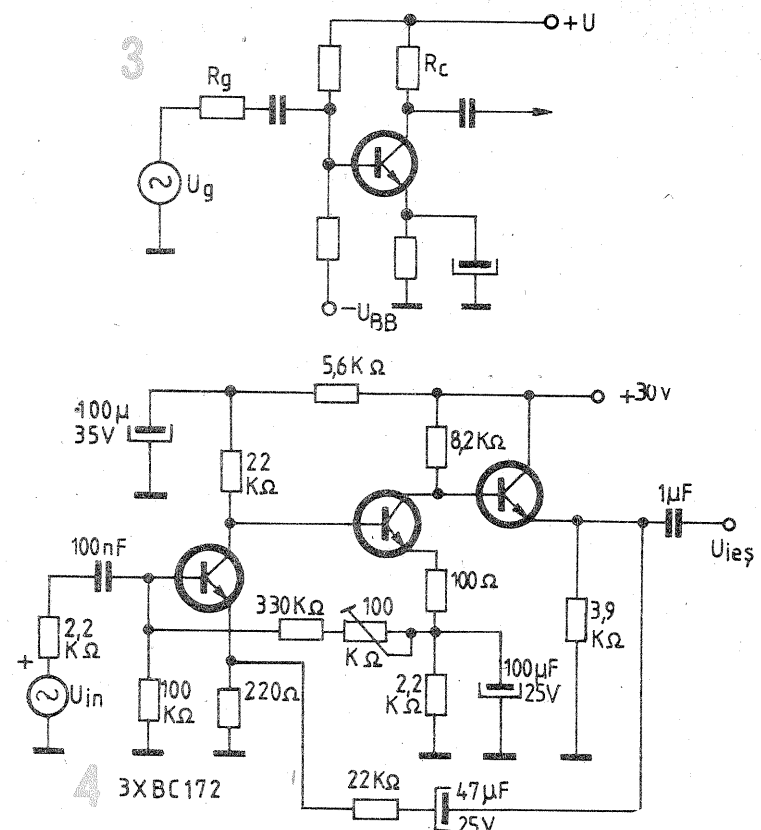 3
+U
Rg
Rc
Ug
-UBB
5,6KΩ
+30v
100µ
35V
22
KΩ
8,2KΩ
1µF
Uieş
100nF
100Ω
330KΩ
100
KΩ
3,9
KΩ
2,2
KΩ
+
Uin
100
KΩ
220Ω
2,2
KΩ
100µF
25V
4
3XBC172
22KΩ
47µF
25V